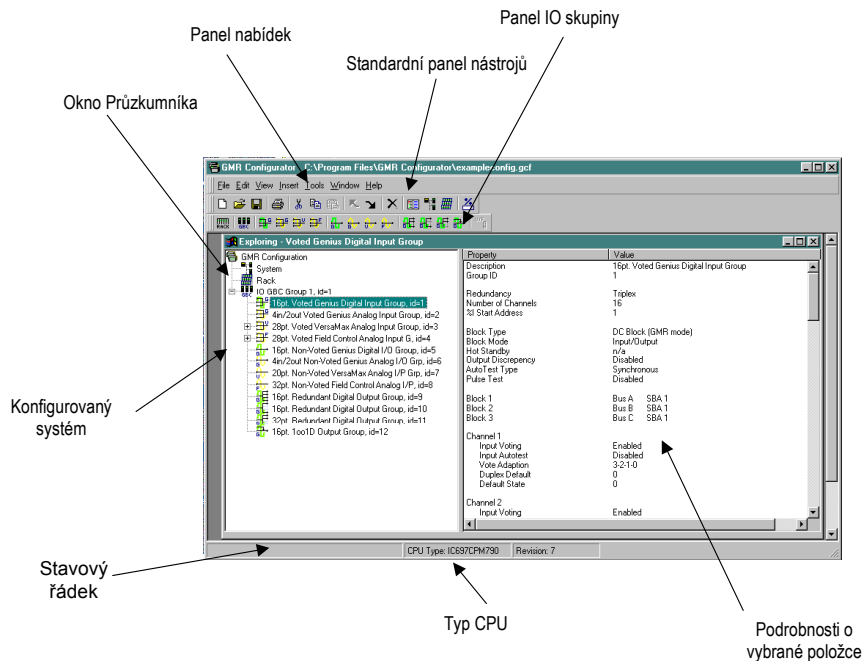 Panel IO skupiny
Panel nabídek
Standardní panel nástrojů
Okno Průzkumníka
GMR Configurator - C:\Program Files\GMR Configurator\exampleconfig.gcf
File Edit View Insert Tools Window Help
RACK GBC
Exploring - Voted Genius Digital Input Group
GMR Configuration
System
Rack
IO GBC Group 1, id=1
16pt. Voted Genius Digital Input Group, id=1
4in/2out Voted Genius Analog Input Group, id=2
28pt. Voted VersaMax Analog Input Group, id=3
28pt. Voted Field Control Analog Input G, id=4
16pt. Non-Voted Genius Digital I/O Group, id=5
4in/2out Non-Voted Genius Analog I/O Grp, id=6
20pt. Non-Voted VersaMax Analog I/P Grp, id=7
32pt. Non-Voted Field Control Analog I/P, id=8
16pt. Redundant Digital Output Group, id=9
16pt. Redundant Digital Output Group, id=10
32pt. Redundant Digital Output Group, id=11
16pt. 1oo1D Output Group, id=12
Property Value
Description 16pt. Voted Genius Digital Input Group
Group ID 1
Redundancy Triplex
Number of Channels 16
%I Start Address 1
Block Type DC Block (GMR mode)
Block Mode Input/Output
Hot Standby n/a
Output Discrepency Disabled
AutoTest Type Synchronous
Pulse Test Disabled
Block 1 Bus A SBA 1
Block 2 Bus B SBA 1
Block 3 Bus C SBA 1
Channel 1
Input Voting Enabled
Input Autotest Disabled
Vote Adaption 3-2-1-0
Duplex Default 0
Default State 0
Channel 2
Input Voting Enabled
CPU Type: IC697CPM790 Revision: 7
Konfigurovaný
systém
Stavový
řádek
Typ CPU
Podrobnosti o
vybrané položce